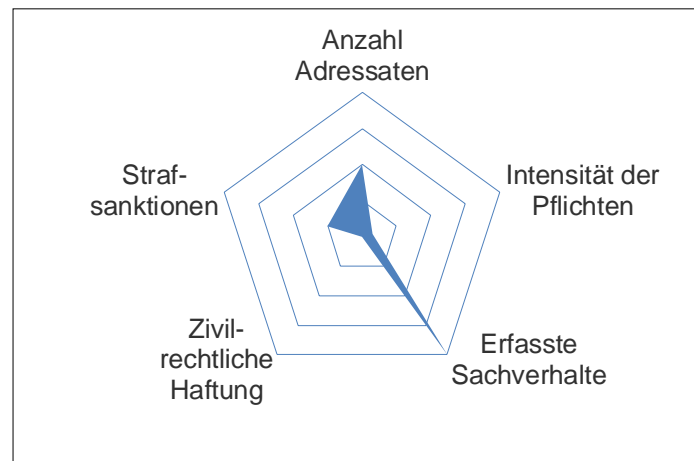 Anzahl
Adressaten
Straf-
sanktionen
Intensität der
Pflichten
Zivil-
rechtliche
Haftung
Erfasste
Sachverhalte